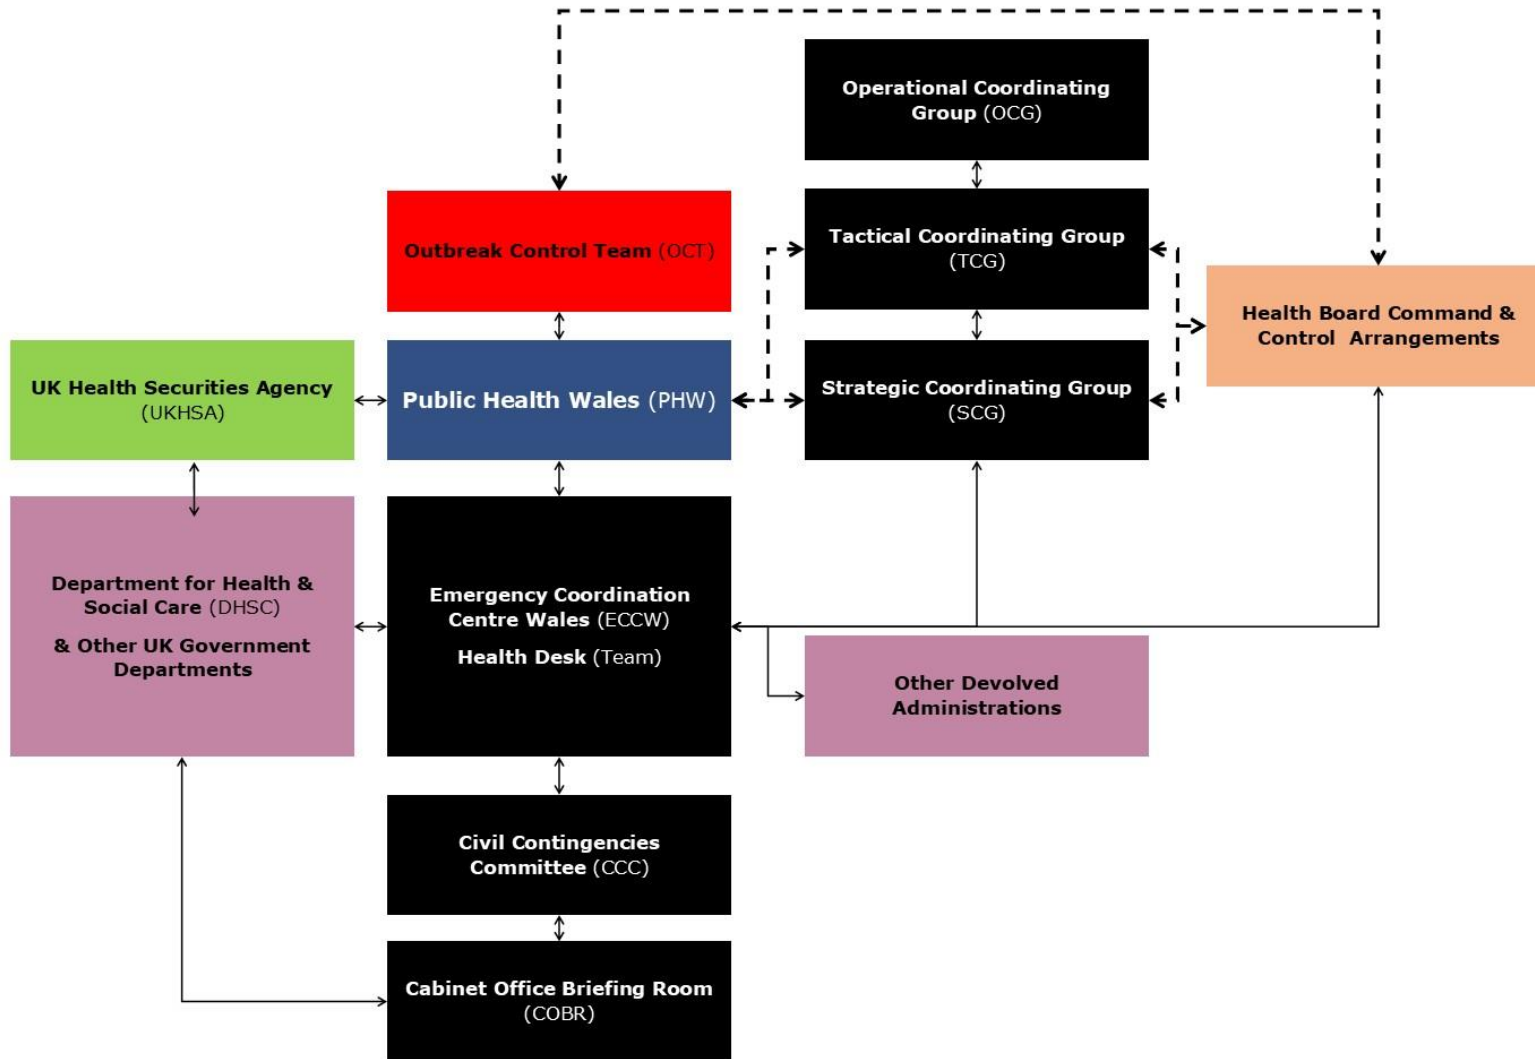 Operational Coordinating
Group (OCG)
Outbreak Control Team (OCT)
Tactical Coordinating Group
(TCG)
Health Board Command &
Control Arrangements
UK Health Securities Agency
(UKHSA)
Public Health Wales (PHW)
Strategic Coordinating Group
(SCG)
Department for Health &
Social Care (DHSC)
& Other UK Government
Departments
Emergency Coordination
Centre Wales (ECCW)
Health Desk (Team)
Other Devolved
Administrations
Civil Contingencies
Committee (CCC)
Cabinet Office Briefing Room
(COBR)